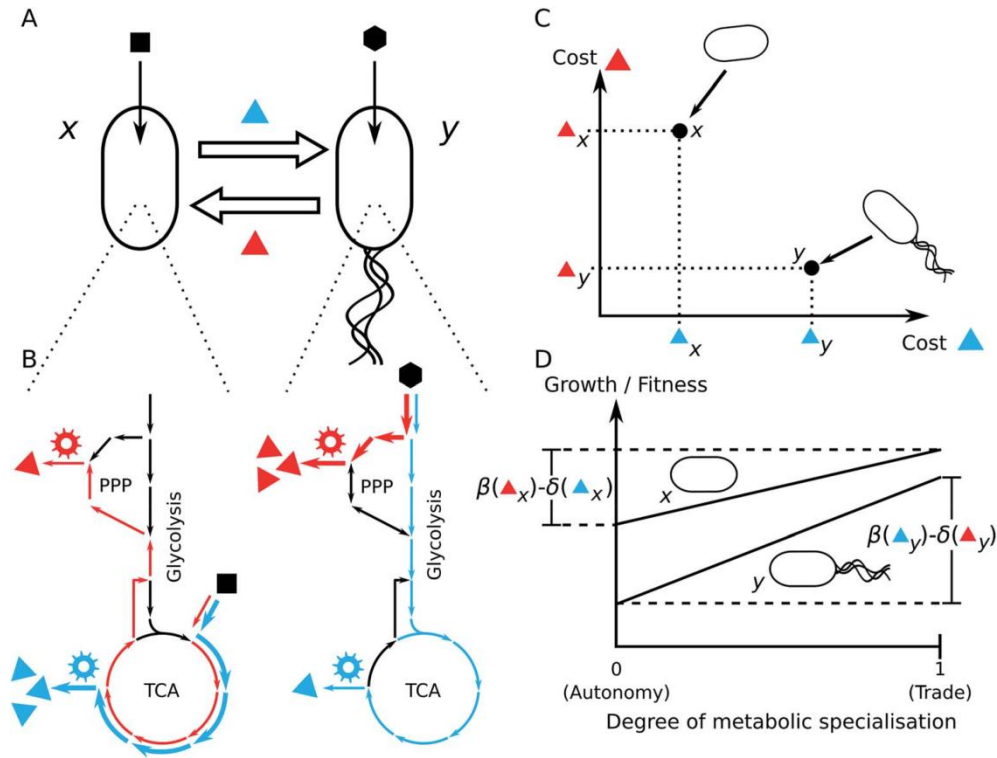 A
x
y
B
PPP
Glycolysis
TCA
PPP
Glycolysis
TCA
C
Cost
x
x
y
y
x
y
Cost
D
Growth / Fitness
β(▲x)-δ(▲x)
x
β(▲y)-δ(▲y)
y
0
1
(Autonomy)
(Trade)
Degree of metabolic specialisation